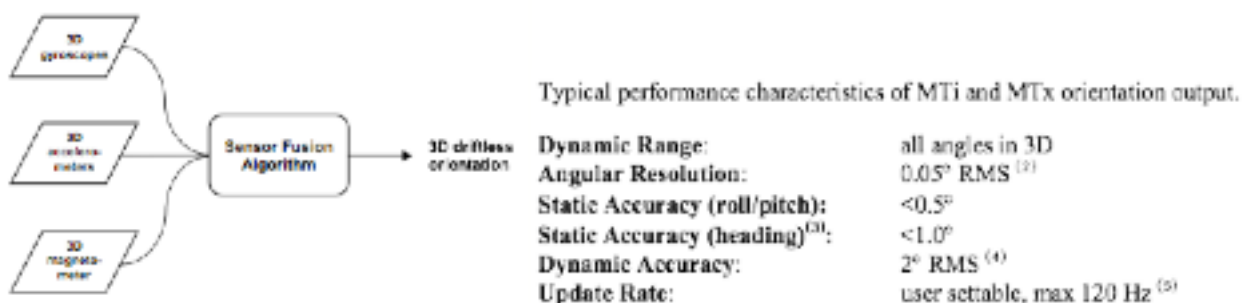 3D
gyroscopes
3D
accelero-
meters
3D
magneto-
meter
Sensor Fusion
Algorithm
3D driftless
orientation
Typical performance characteristics of MTi and MTx orientation output.
Dynamic Range: all angles in 3D
Angular Resolution: 0.05° RMS (2)
Static Accuracy (roll/pitch): <0.5°
Static Accuracy (heading)(3): <1.0°
Dynamic Accuracy: 2° RMS (4)
Update Rate: user settable, max 120 Hz (5)